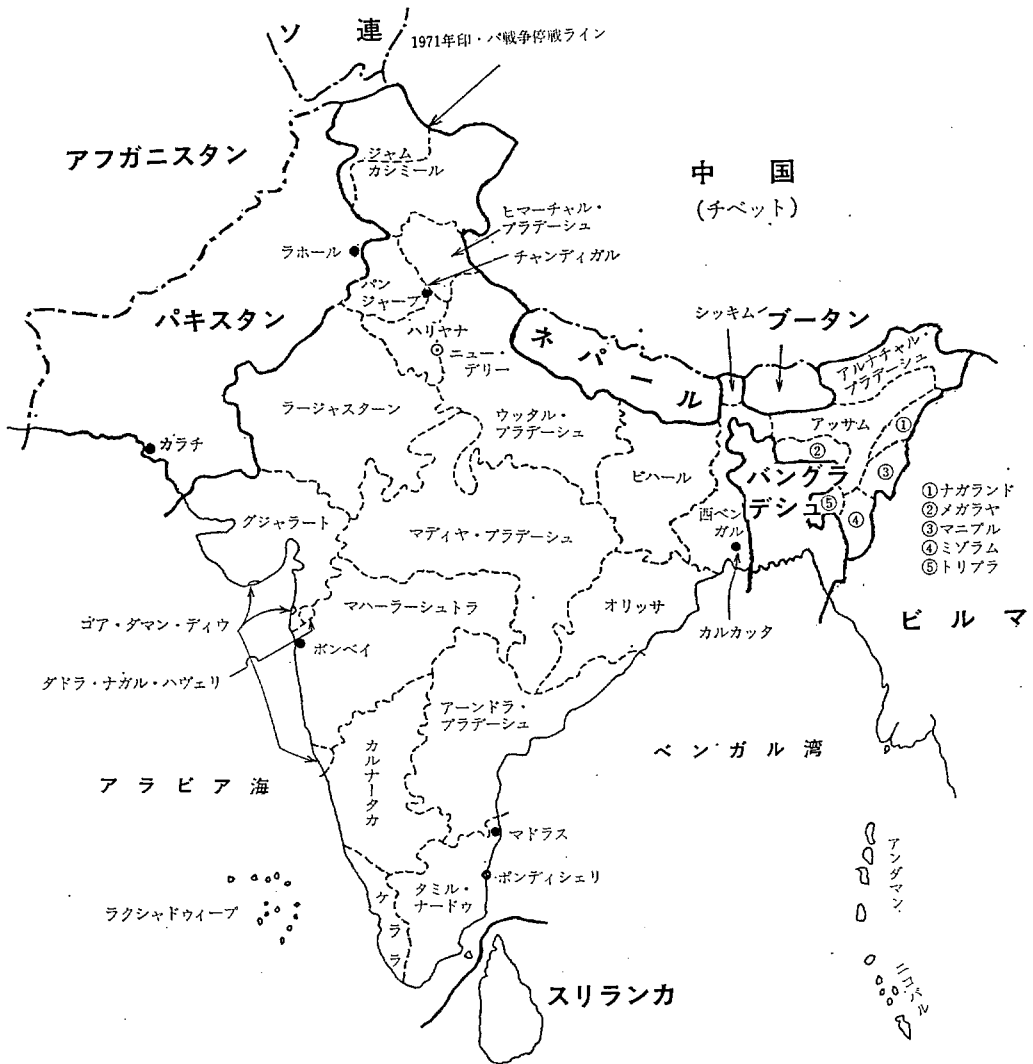 ソ 連
1971年印・パ戦争停戦ライン
アフガニスタン
ジャム
カシミール
中 国
(チベット)
ヒマーチャル・
プラデーシュ
ラホール
チャンディガル
パン
ジャーブ
パキスタン
ハリヤナ
ニュー・
デリー
ネパール
シッキム
ブータン
アルナチャル・
プラデーシュ
ラージャスターン
ウッタル・
プラデーシュ
アッサム
カラチ
ビハール
バングラ
デシュ
①
②
③
④
⑤
①ナガランド
②メガラヤ
③マニプル
④ミゾラム
⑤トリプラ
グジャラート
マディヤ・プラデーシュ
西ベン
ガル
マハーラーシュトラ
オリッサ
カルカッタ
ビルマ
ゴア・ダマン・ディウ
ボンベイ
ダドラ・ナガル・ハヴェリ
アーンドラ・
プラデーシュ
カルナータカ
ベンガル湾
アラビア海
マドラス
ポンディシェリ
タミル・
ナードゥ
ケララ
ラクシャドウィープ
アンダマン
ニコバル
スリランカ